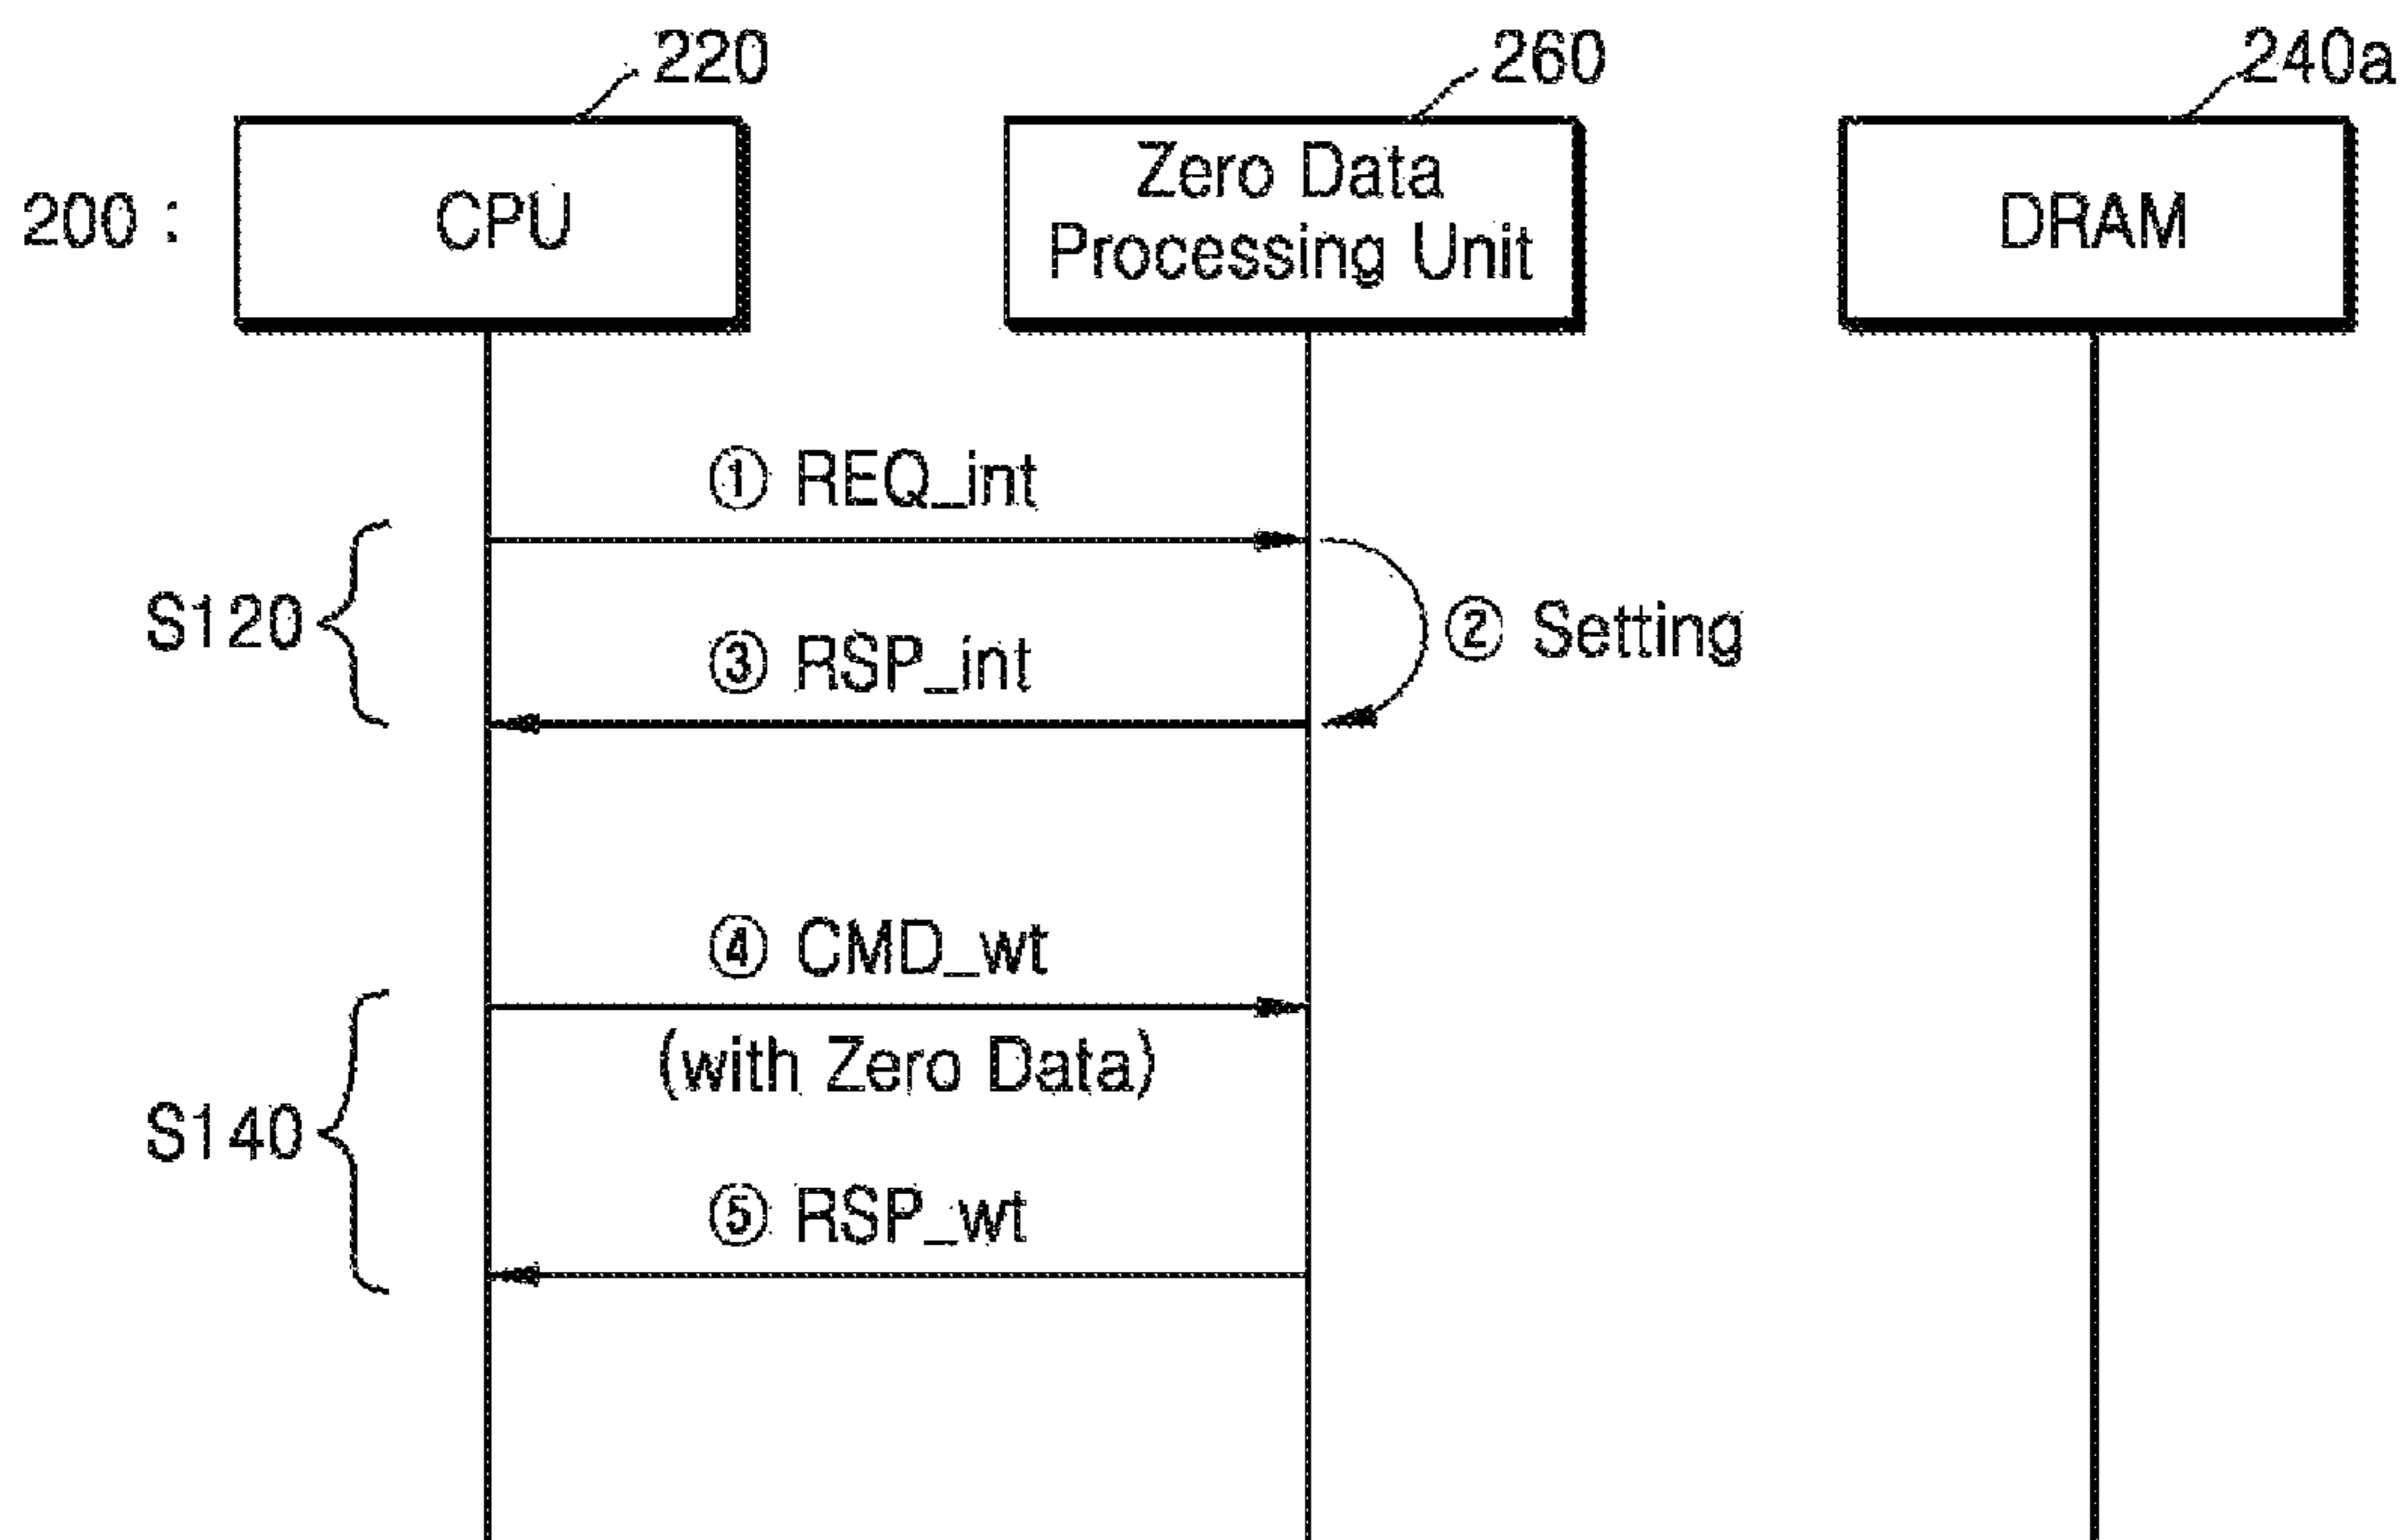 220
260
240a
200 :
CPU
Zero Data
Processing Unit
DRAM
① REQ_int
S120
② Setting
③ RSP_int
④ CMD_wt
(with Zero Data)
S140
⑤ RSP_wt